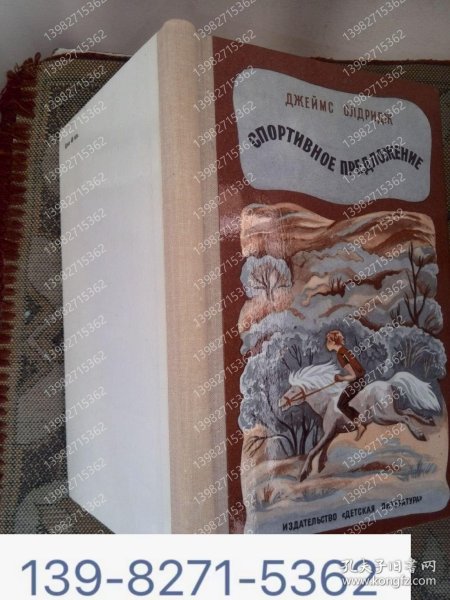 ДЖЕЙМС ОЛДРИДЖ
СПОРТИВНОЕ ПРЕДЛОЖЕНИЕ
ИЗДАТЕЛЬСТВО «ДЕТСКАЯ ЛИТЕРАТУРА»
13982715362
139-8271-5362
孔夫子旧书网
kongfz.com